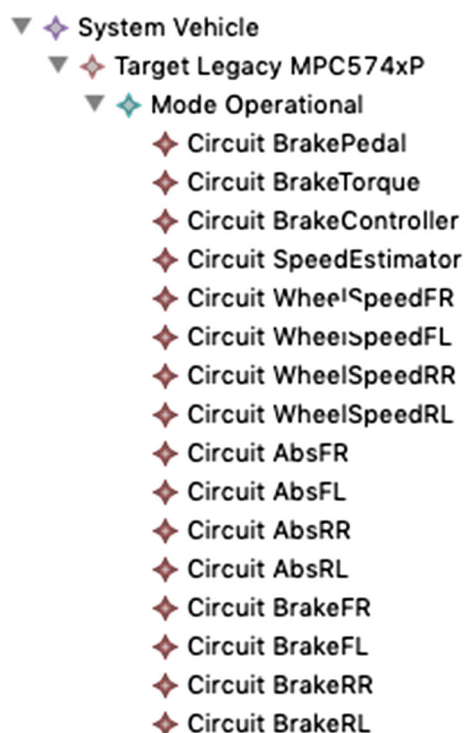 System Vehicle
Target Legacy MPC574xP
Mode Operational
Circuit BrakePedal
Circuit BrakeTorque
Circuit BrakeController
Circuit SpeedEstimator
Circuit WheelSpeedFR
Circuit WheelSpeedFL
Circuit WheelSpeedRR
Circuit WheelSpeedRL
Circuit AbsFR
Circuit AbsFL
Circuit AbsRR
Circuit AbsRL
Circuit BrakeFR
Circuit BrakeFL
Circuit BrakeRR
Circuit BrakeRL